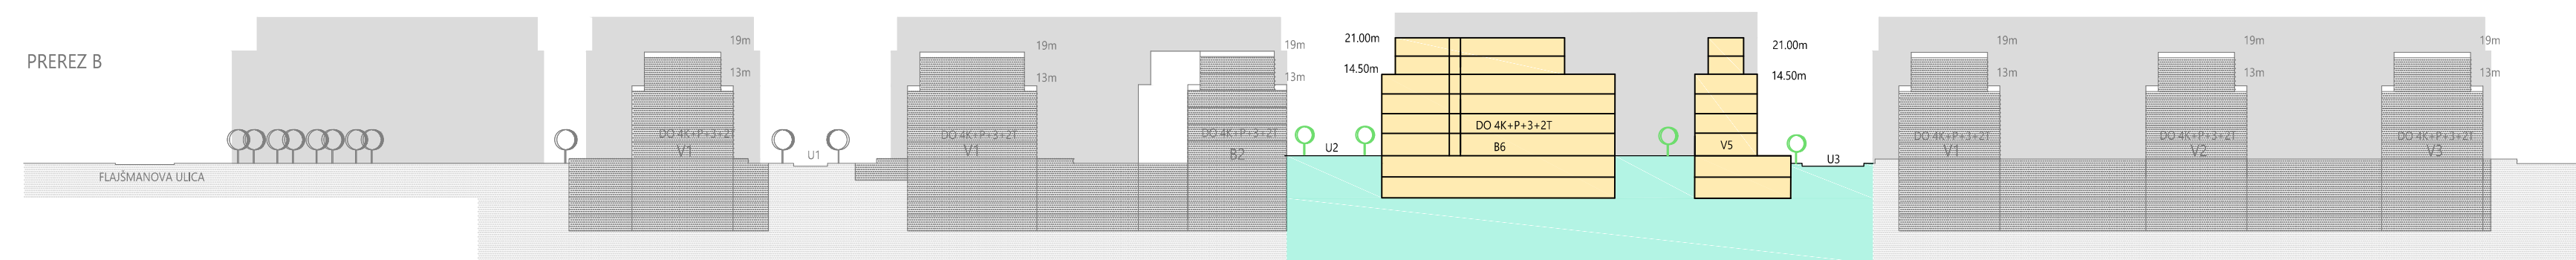 PREREZ B
FLAJŠMANOVA ULICA
19m
13m
DO 4K+P+3+2T
V1
U1
19m
13m
DO 4K+P+3+2T
V1
19m
13m
DO 4K+P+3+2T
B2
U2
21.00m
14.50m
DO 4K+P+3+2T
B6
21.00m
14.50m
V5
U3
19m
13m
DO 4K+P+3+2T
V1
19m
13m
DO 4K+P+3+2T
V2
19m
13m
DO 4K+P+3+2T
V3